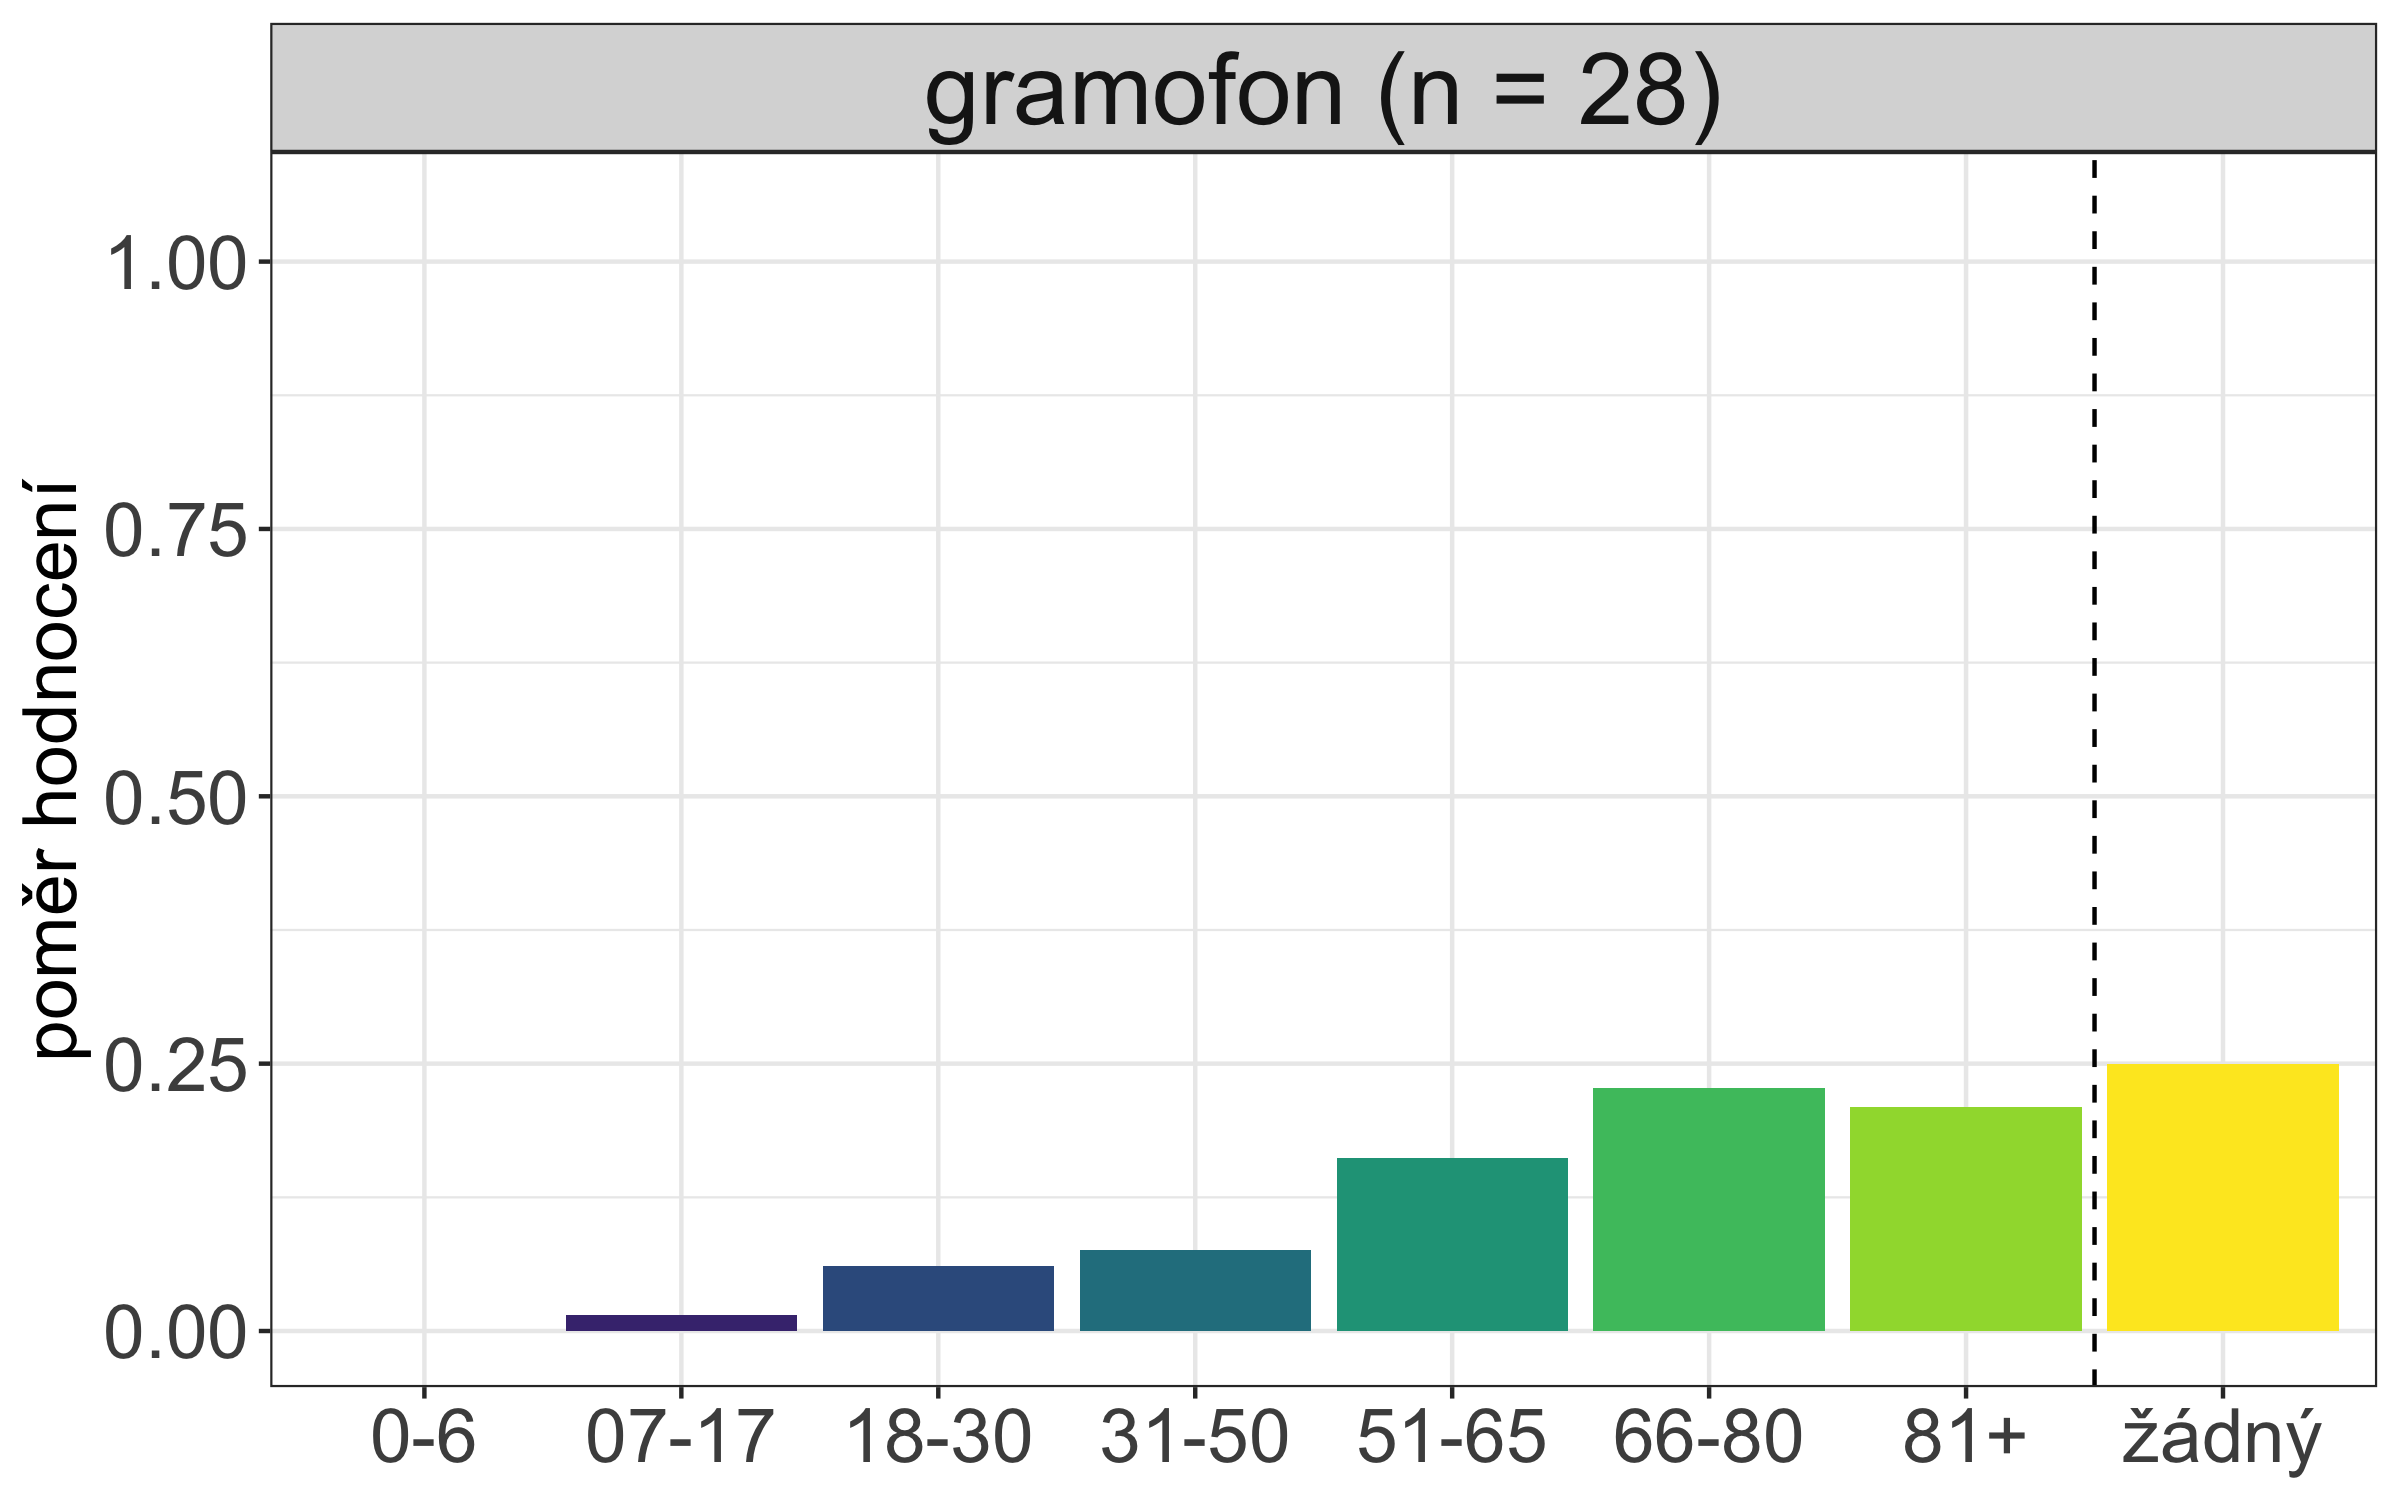 gramofon (n = 28)
poměr hodnocení
1.00
0.75
0.50
0.25
0.00
0-6 07-17 18-30 31-50 51-65 66-80 81+ žádný